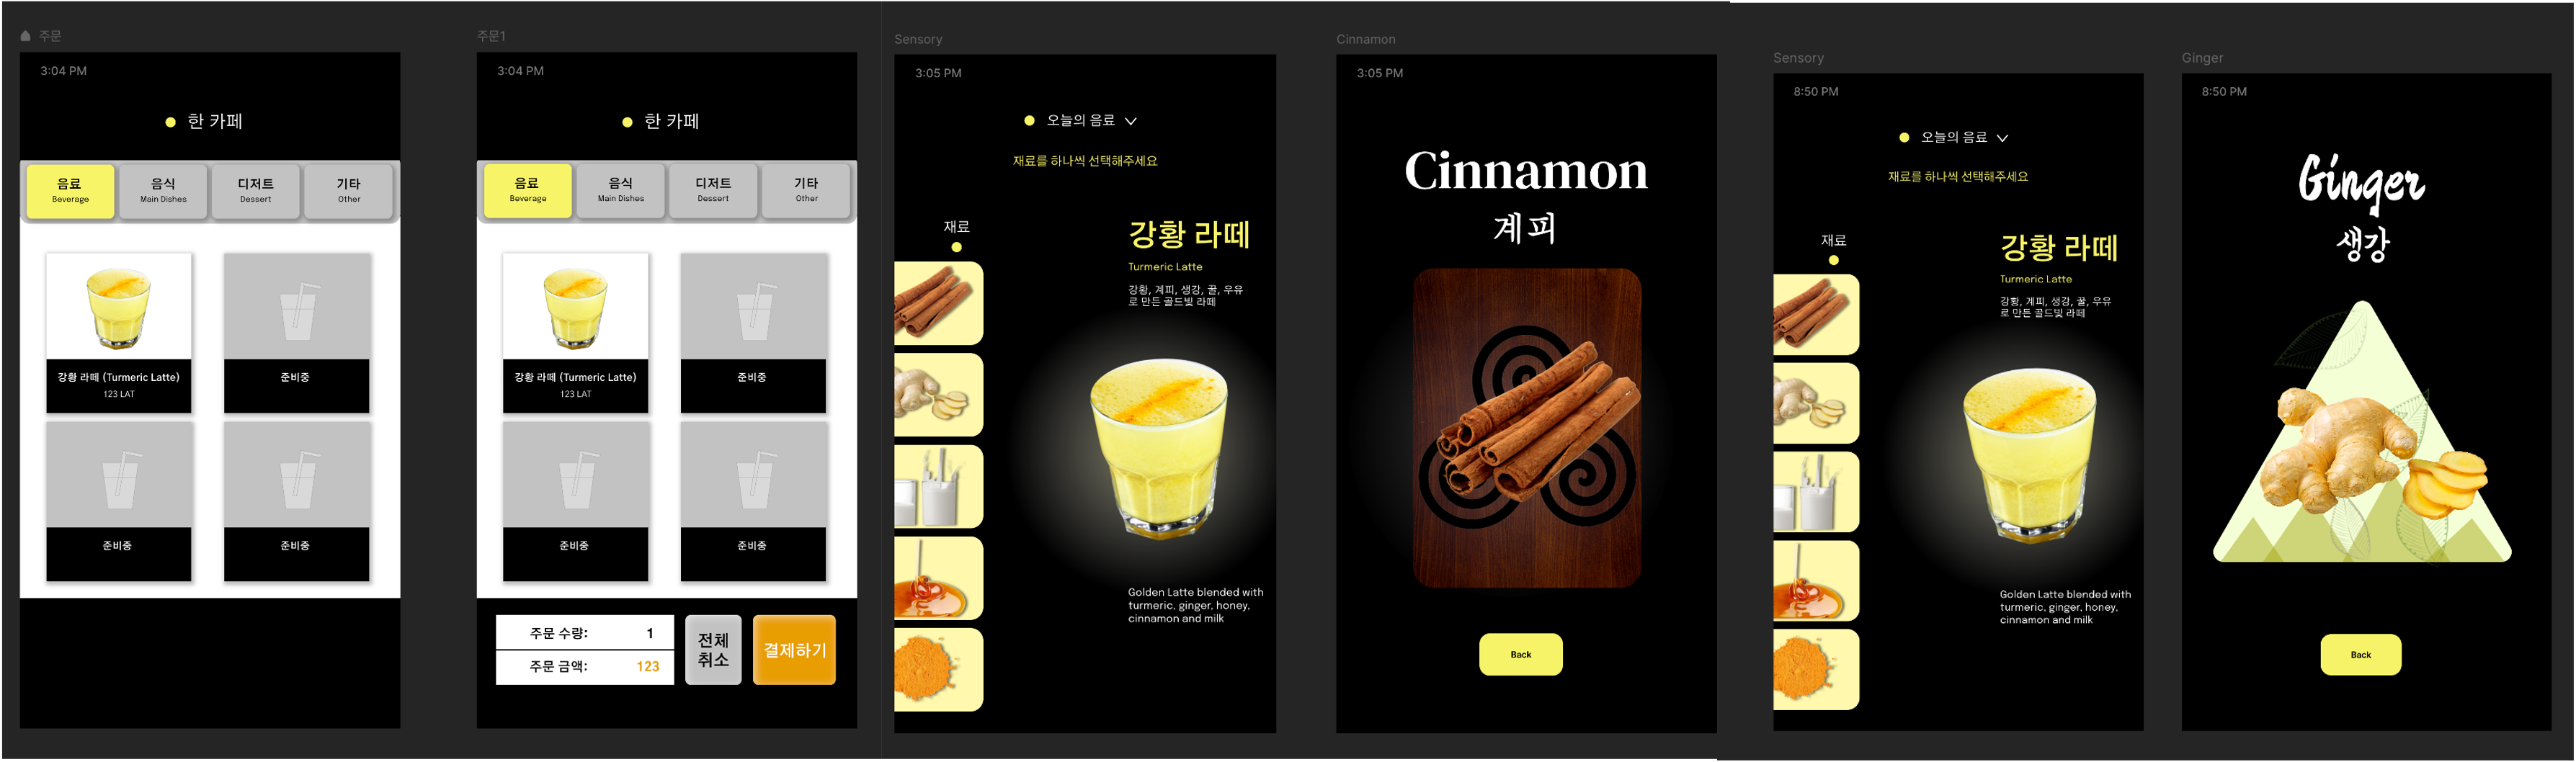 주문
3:04 PM
한 카페
음료
Beverage
음식
Main Dishes
디저트
Dessert
기타
Other
강황 라떼 (Turmeric Latte)
123 LAT
준비중
준비중
준비중
주문1
3:04 PM
한 카페
음료
Beverage
음식
Main Dishes
디저트
Dessert
기타
Other
강황 라떼 (Turmeric Latte)
123 LAT
준비중
준비중
준비중
주문 수량: 1
주문 금액: 123
전체
취소
결제하기
Sensory
3:05 PM
오늘의 음료
재료를 하나씩 선택해주세요
재료
강황 라떼
Turmeric Latte
강황, 계피, 생강, 꿀, 우유
로 만든 골드빛 라떼
Golden Latte blended with
turmeric, ginger, honey,
cinnamon and milk
Cinnamon
3:05 PM
Cinnamon
계피
Back
Sensory
8:50 PM
오늘의 음료
재료를 하나씩 선택해주세요
재료
강황 라떼
Turmeric Latte
강황, 계피, 생강, 꿀, 우유
로 만든 골드빛 라떼
Golden Latte blended with
turmeric, ginger, honey,
cinnamon and milk
Ginger
8:50 PM
Ginger
생강
Back